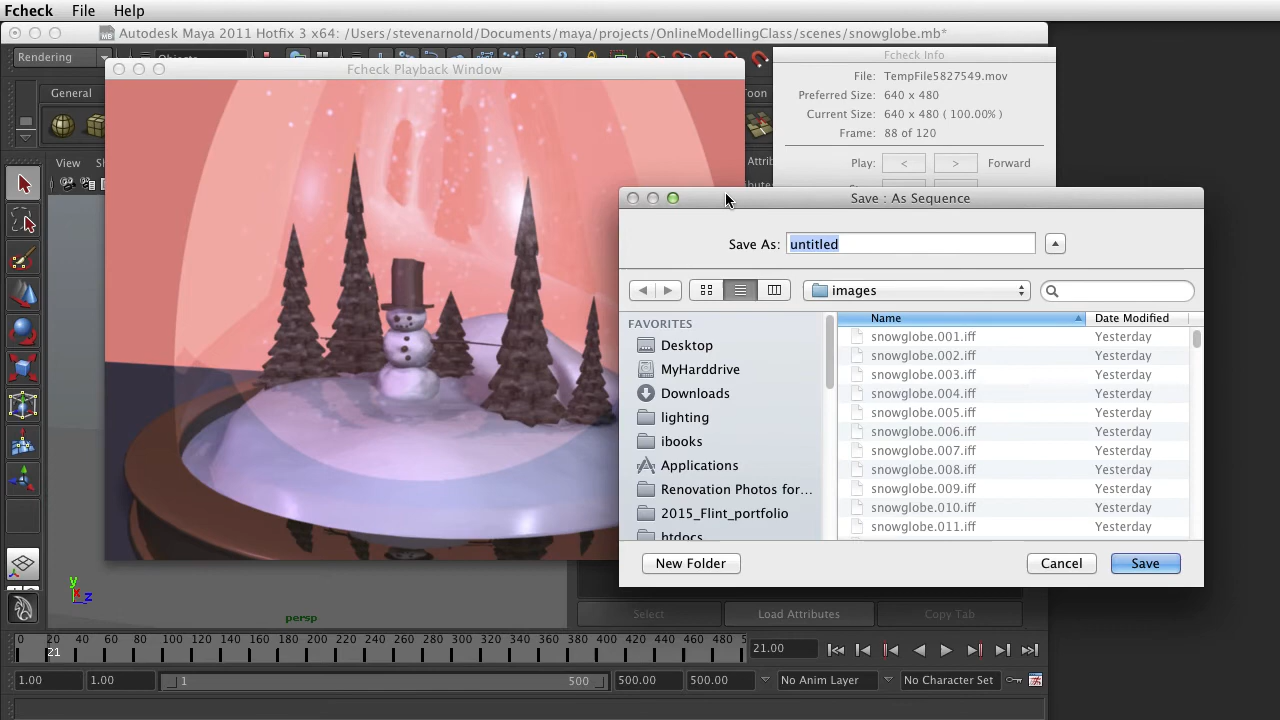 Fcheck File Help
Autodesk Maya 2011 Hotfix 3 x64: /Users/stevenarnold/Documents/maya/projects/OnlineModellingClass/scenes/snowglobe.mb*
Rendering
Fcheck Playback Window
Fcheck Info
File: TempFile5827549.mov
Preferred Size: 640 x 480
Current Size: 640 x 480 ( 100.00% )
Frame: 88 of 120
Play: < > Forward
General
Toon
View
Attrib
Save : As Sequence
Save As: untitled
images
FAVORITES
Desktop
MyHarddrive
Downloads
lighting
ibooks
Applications
Renovation Photos for...
2015_Flint_portfolio
htdocs
Name Date Modified
snowglobe.001.iff Yesterday
snowglobe.002.iff Yesterday
snowglobe.003.iff Yesterday
snowglobe.004.iff Yesterday
snowglobe.005.iff Yesterday
snowglobe.006.iff Yesterday
snowglobe.007.iff Yesterday
snowglobe.008.iff Yesterday
snowglobe.009.iff Yesterday
snowglobe.010.iff Yesterday
snowglobe.011.iff Yesterday
New Folder Cancel Save
y
x z
persp
Select Load Attributes Copy Tab
0 20 40 60 80 100 120 140 160 180 200 220 240 260 280 300 320 340 360 380 400 420 440 460 480
21
21.00
1.00 1.00 1 500 500.00 500.00 No Anim Layer No Character Set